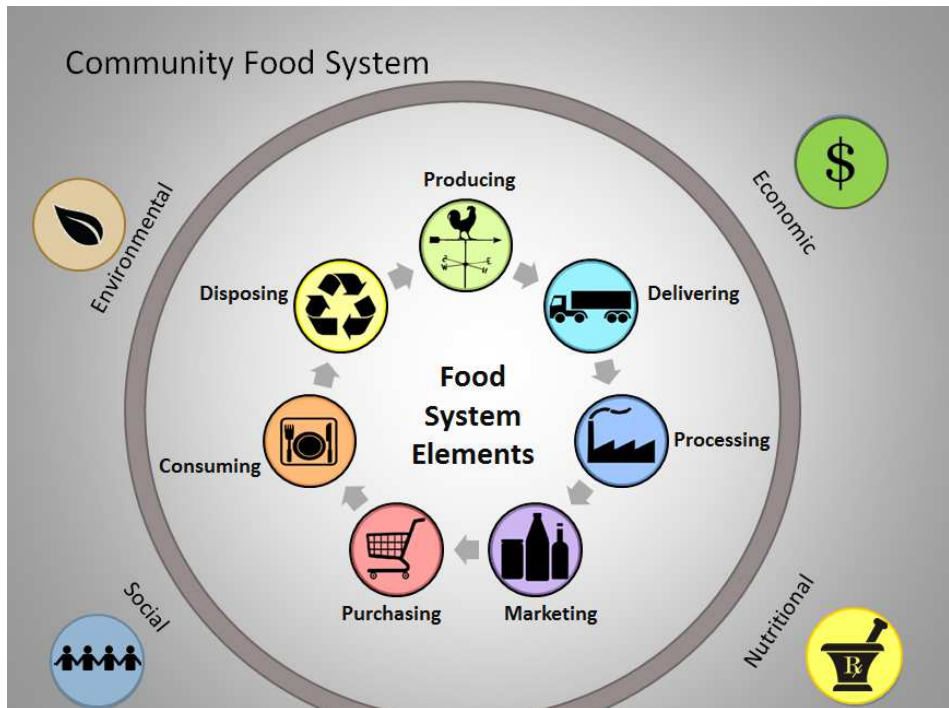 Community Food System
Environmental
$
Economic
Producing
Disposing
Delivering
Food
System
Elements
Consuming
Processing
Purchasing
Marketing
Social
Nutritional
Rx